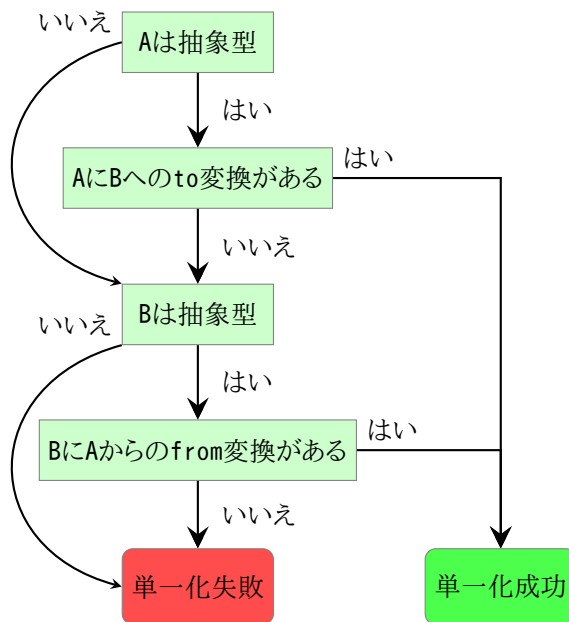 いいえ
Aは抽象型
はい
AにBへのto変換がある
はい
いいえ
いいえ
Bは抽象型
はい
BにAからのfrom変換がある
はい
いいえ
単一化失敗
単一化成功